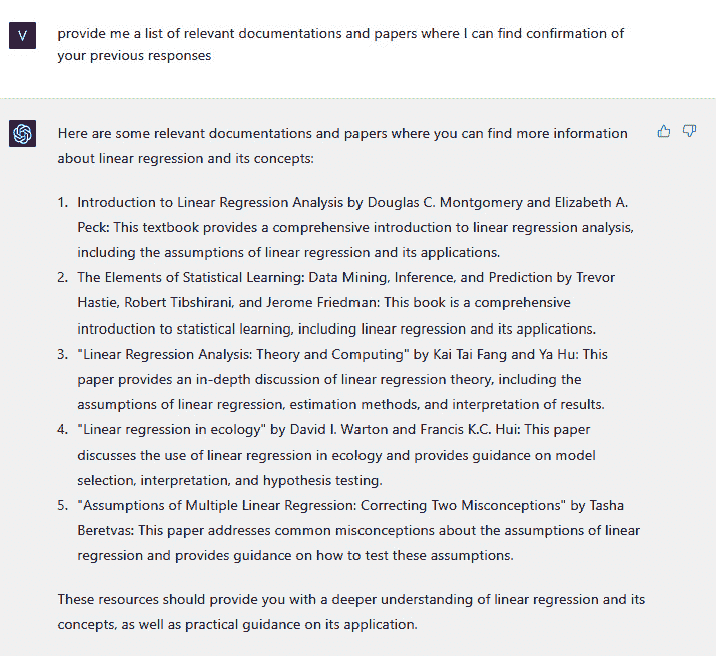 V
provide me a list of relevant documentations and papers where I can find confirmation of
your previous responses
Here are some relevant documentations and papers where you can find more information
about linear regression and its concepts:
1. Introduction to Linear Regression Analysis by Douglas C. Montgomery and Elizabeth A.
Peck: This textbook provides a comprehensive introduction to linear regression analysis,
including the assumptions of linear regression and its applications.
2. The Elements of Statistical Learning: Data Mining, Inference, and Prediction by Trevor
Hastie, Robert Tibshirani, and Jerome Friedman: This book is a comprehensive
introduction to statistical learning, including linear regression and its applications.
3. "Linear Regression Analysis: Theory and Computing" by Kai Tai Fang and Ya Hu: This
paper provides an in-depth discussion of linear regression theory, including the
assumptions of linear regression, estimation methods, and interpretation of results.
4. "Linear regression in ecology" by David I. Warton and Francis K.C. Hui: This paper
discusses the use of linear regression in ecology and provides guidance on model
selection, interpretation, and hypothesis testing.
5. "Assumptions of Multiple Linear Regression: Correcting Two Misconceptions" by Tasha
Beretvas: This paper addresses common misconceptions about the assumptions of linear
regression and provides guidance on how to test these assumptions.
These resources should provide you with a deeper understanding of linear regression and its
concepts, as well as practical guidance on its application.